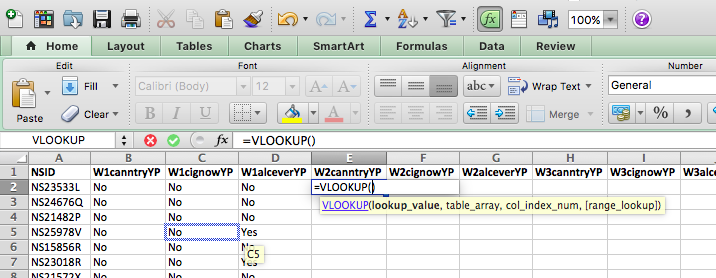 100%
Home Layout Tables Charts SmartArt Formulas Data Review
Edit Font Alignment Number
Paste Fill Clear Calibri (Body) 12 A A abc Wrap Text General
B I U A Merge % ,
VLOOKUP fx =VLOOKUP()
A B C D E F G H I
1 NSID W1canntryYP W1cignowYP W1alceverYP W2canntryYP W2cignowYP W2alceverYP W3canntryYP W3cignowYP W3alce
2 NS23533L No No No =VLOOKUP()
3 NS24676Q No No No VLOOKUP(lookup_value, table_array, col_index_num, [range_lookup])
4 NS21482P No No No
5 NS25978V No No Yes
6 NS15856R No No No C5
7 NS23018R No No Yes
8 NS21572X No No No